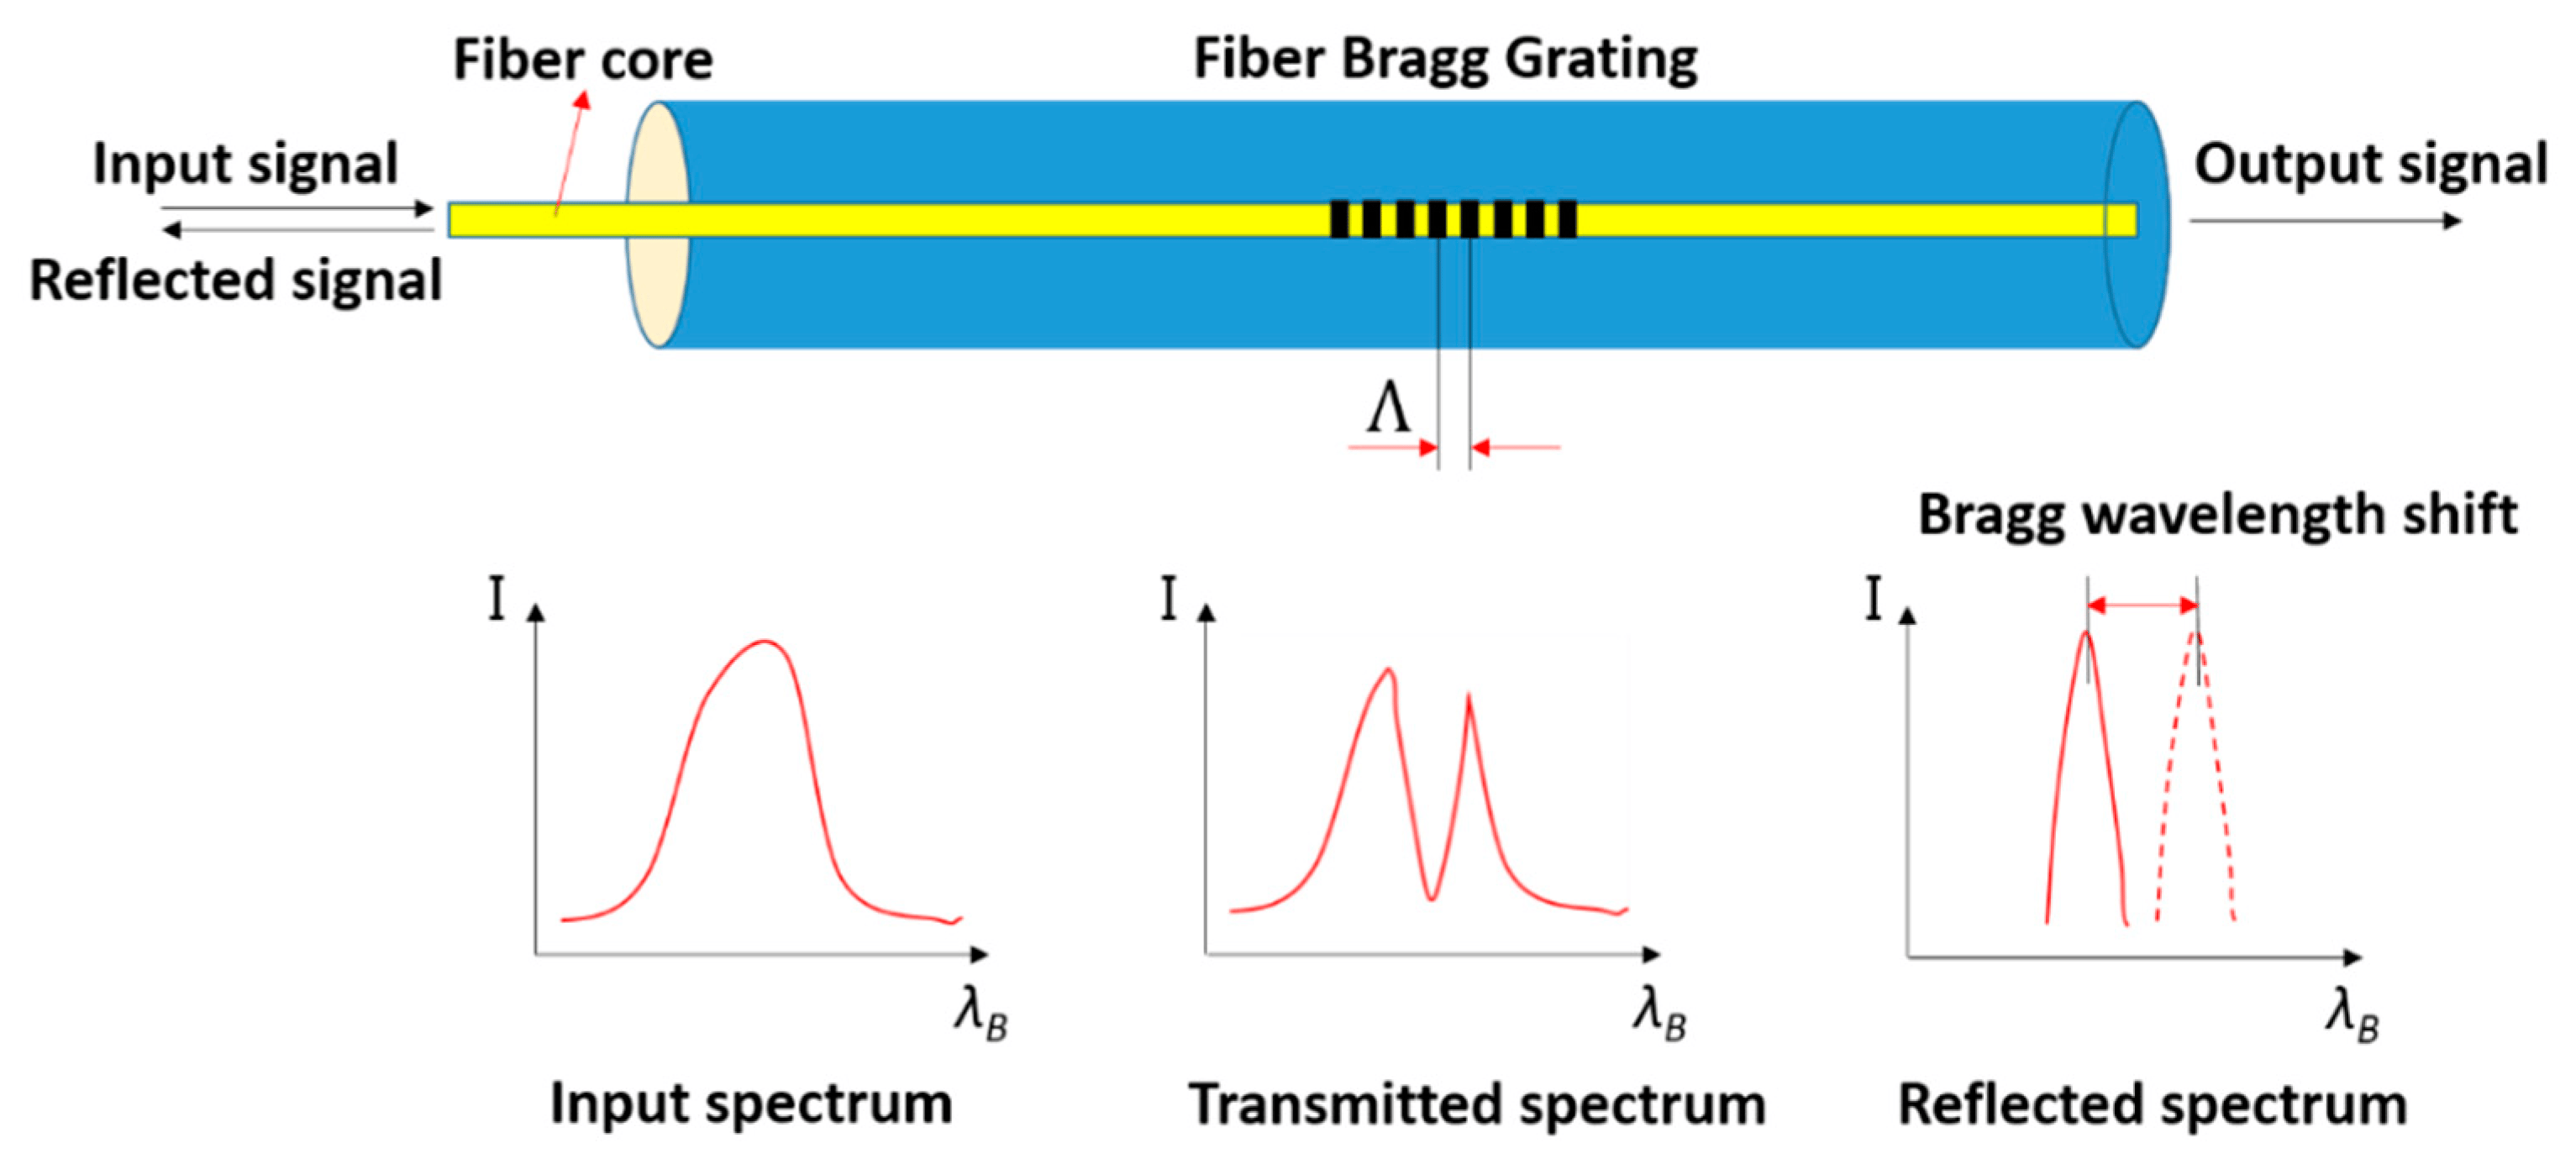 Fiber core
Fiber Bragg Grating
Input signal
Output signal
Reflected signal
Λ
Bragg wavelength shift
I
I
I
λB
λB
λB
Input spectrum
Transmitted spectrum
Reflected spectrum